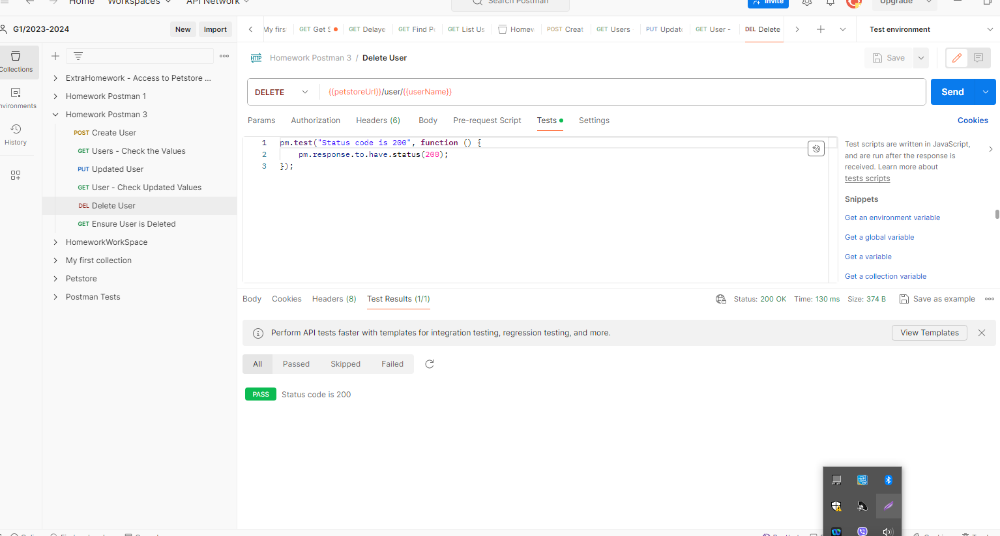 Home
Workspaces
API Network
Search Postman
Invite
Upgrade
G1/2023-2024
New
Import
My firs
GET Get S
GET Delaye
GET Find P
GET List Us
Homew
POST Creat
GET Users
PUT Updat
GET User -
DEL Delete
Test environment
Collections
nvironments
History
ExtraHomework - Access to Petstore ...
Homework Postman 1
Homework Postman 3
POST Create User
GET Users - Check the Values
PUT Updated User
GET User - Check Updated Values
DEL Delete User
GET Ensure User is Deleted
HomeworkWorkSpace
My first collection
Petstore
Postman Tests
HTTP Homework Postman 3 / Delete User
Save
DELETE
{{petstoreUrl}}/user/{{userName}}
Send
Params
Authorization
Headers (6)
Body
Pre-request Script
Tests
Settings
Cookies
1 pm.test("Status code is 200", function () {
2 pm.response.to.have.status(200);
3 });
Test scripts are written in JavaScript,
and are run after the response is
received. Learn more about
tests scripts
Snippets
Get an environment variable
Get a global variable
Get a variable
Get a collection variable
Body
Cookies
Headers (8)
Test Results (1/1)
Status: 200 OK
Time: 130 ms
Size: 374 B
Save as example
Perform API tests faster with templates for integration testing, regression testing, and more.
View Templates
All
Passed
Skipped
Failed
PASS Status code is 200